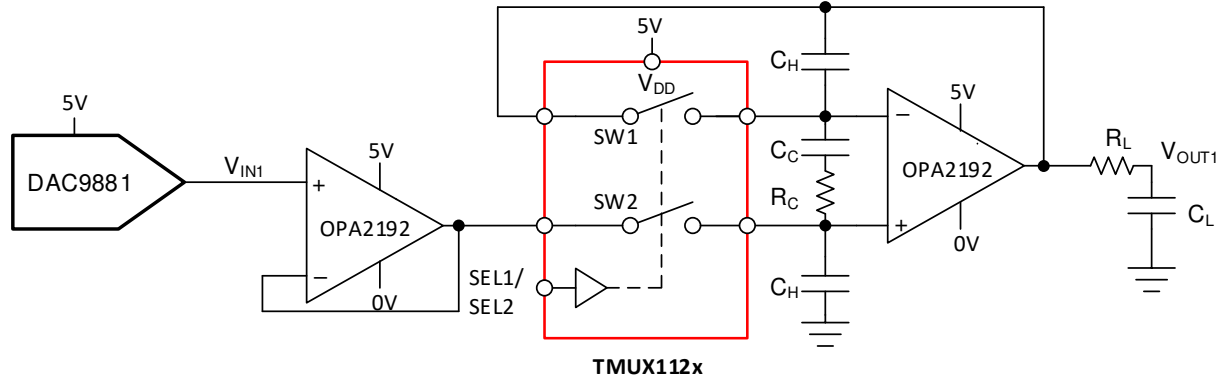 5V
DAC9881
VIN1
5V
+
OPA2192
−
0V
5V
VDD
SW1
SW2
SEL1/
SEL2
TMUX112x
CH
CC
RC
CH
5V
−
OPA2192
+
0V
RL
VOUT1
CL